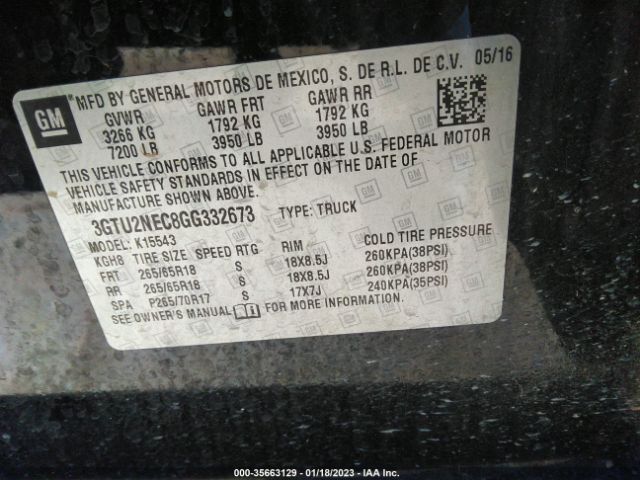 MFD BY GENERAL MOTORS DE MEXICO, S. DE R.L. DE C.V. 05/16
GM
GVWR GAWR FRT GAWR RR
3266 KG 1792 KG 1792 KG
7200 LB 3950 LB 3950 LB
THIS VEHICLE CONFORMS TO ALL APPLICABLE U.S. FEDERAL MOTOR
VEHICLE SAFETY STANDARDS IN EFFECT ON THE DATE OF
MANUFACTURE SHOWN ABOVE.
3GTU2NEC8GG332673 TYPE: TRUCK
MODEL: K15543
KGH8 TIRE SIZE SPEED RTG RIM COLD TIRE PRESSURE
FRT 265/65R18 S 18X8.5J 260KPA(38PSI)
RR 265/65R18 S 18X8.5J 260KPA(38PSI)
SPA P265/70R17 S 17X7J 240KPA(35PSI)
SEE OWNER'S MANUAL FOR MORE INFORMATION.
000-35663129 - 01/18/2023 - IAA Inc.